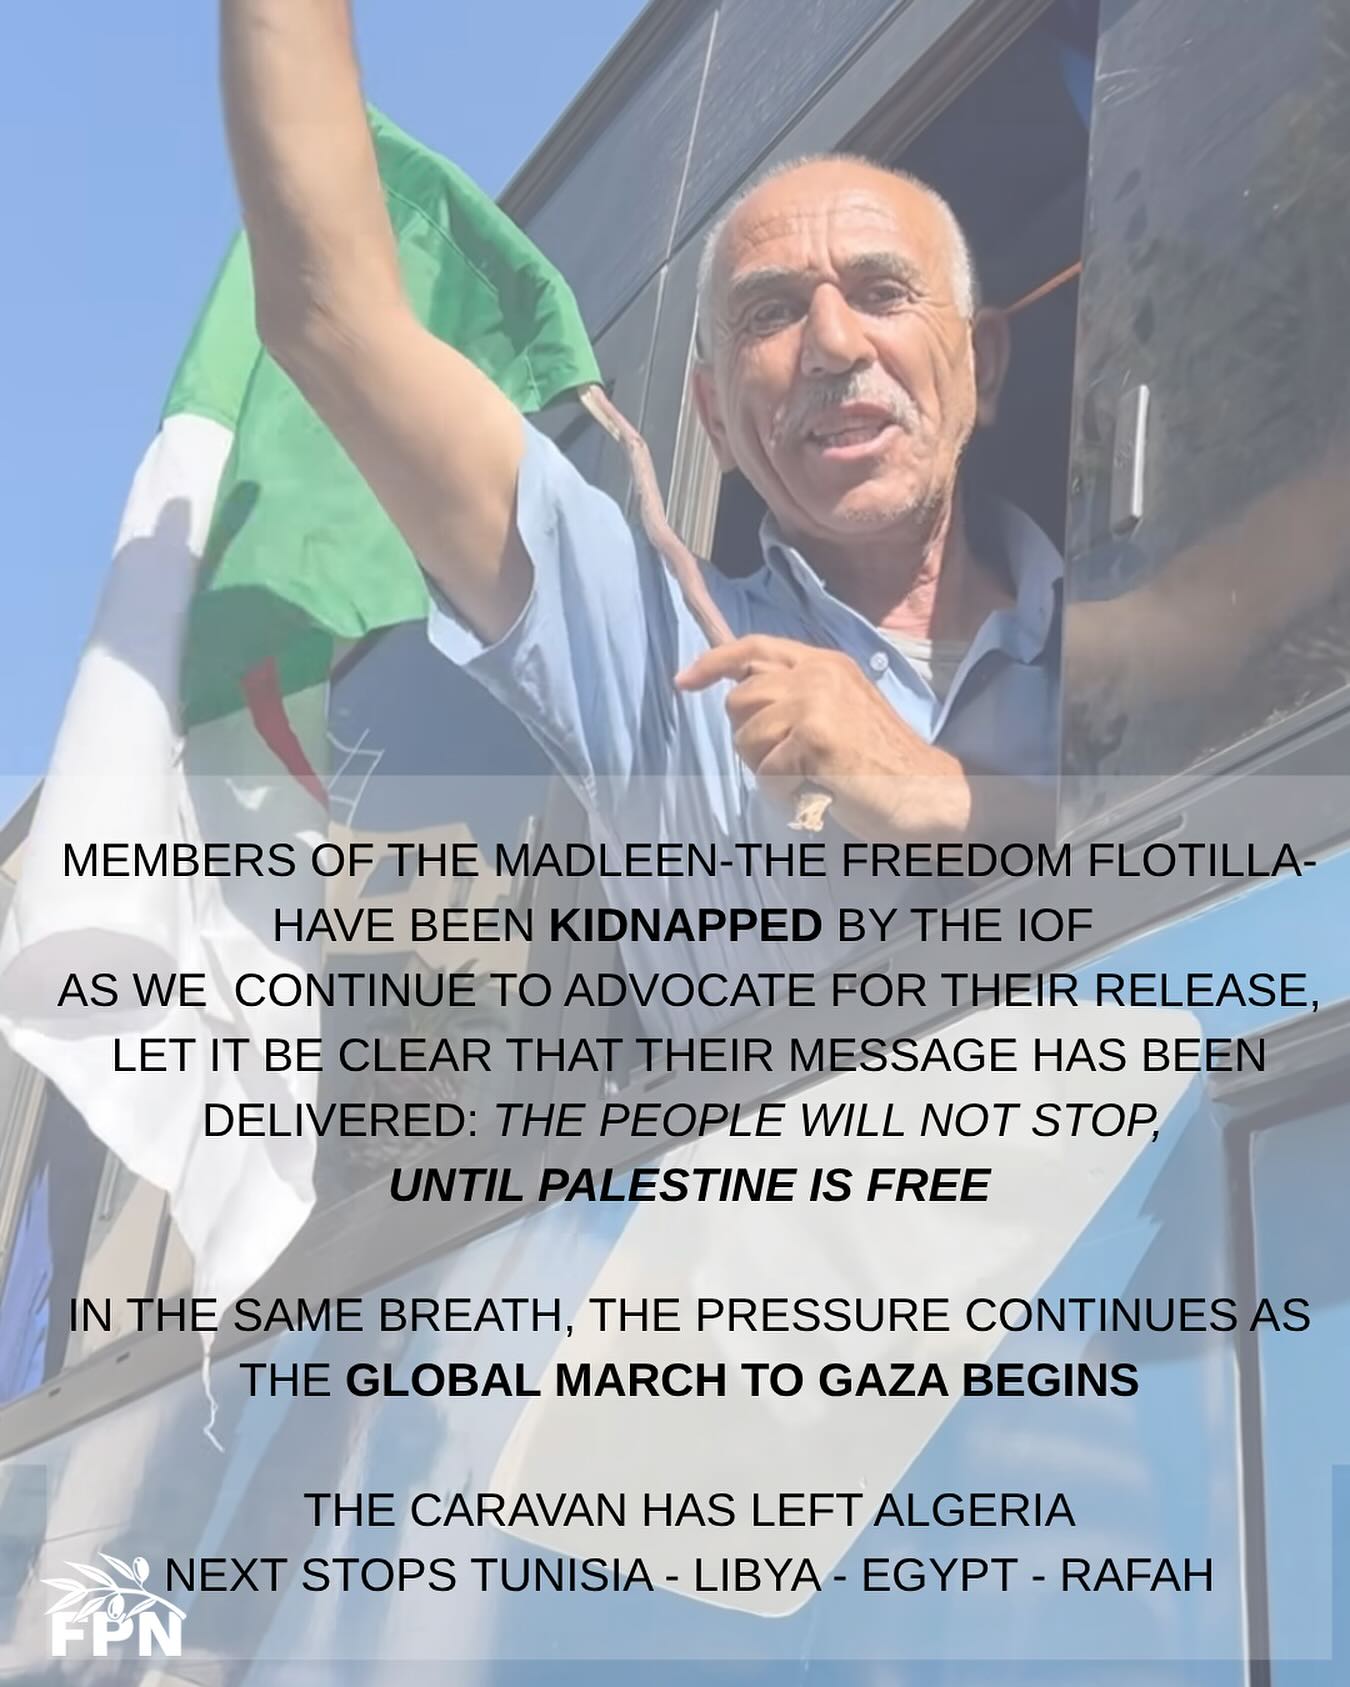 MEMBERS OF THE MADLEEN-THE FREEDOM FLOTILLA-
HAVE BEEN KIDNAPPED BY THE IOF
AS WE  CONTINUE TO ADVOCATE FOR THEIR RELEASE,
LET IT BE CLEAR THAT THEIR MESSAGE HAS BEEN
DELIVERED: THE PEOPLE WILL NOT STOP,
UNTIL PALESTINE IS FREE
IN THE SAME BREATH, THE PRESSURE CONTINUES AS
THE GLOBAL MARCH TO GAZA BEGINS
THE CARAVAN HAS LEFT ALGERIA
NEXT STOPS TUNISIA - LIBYA - EGYPT - RAFAH
FPN